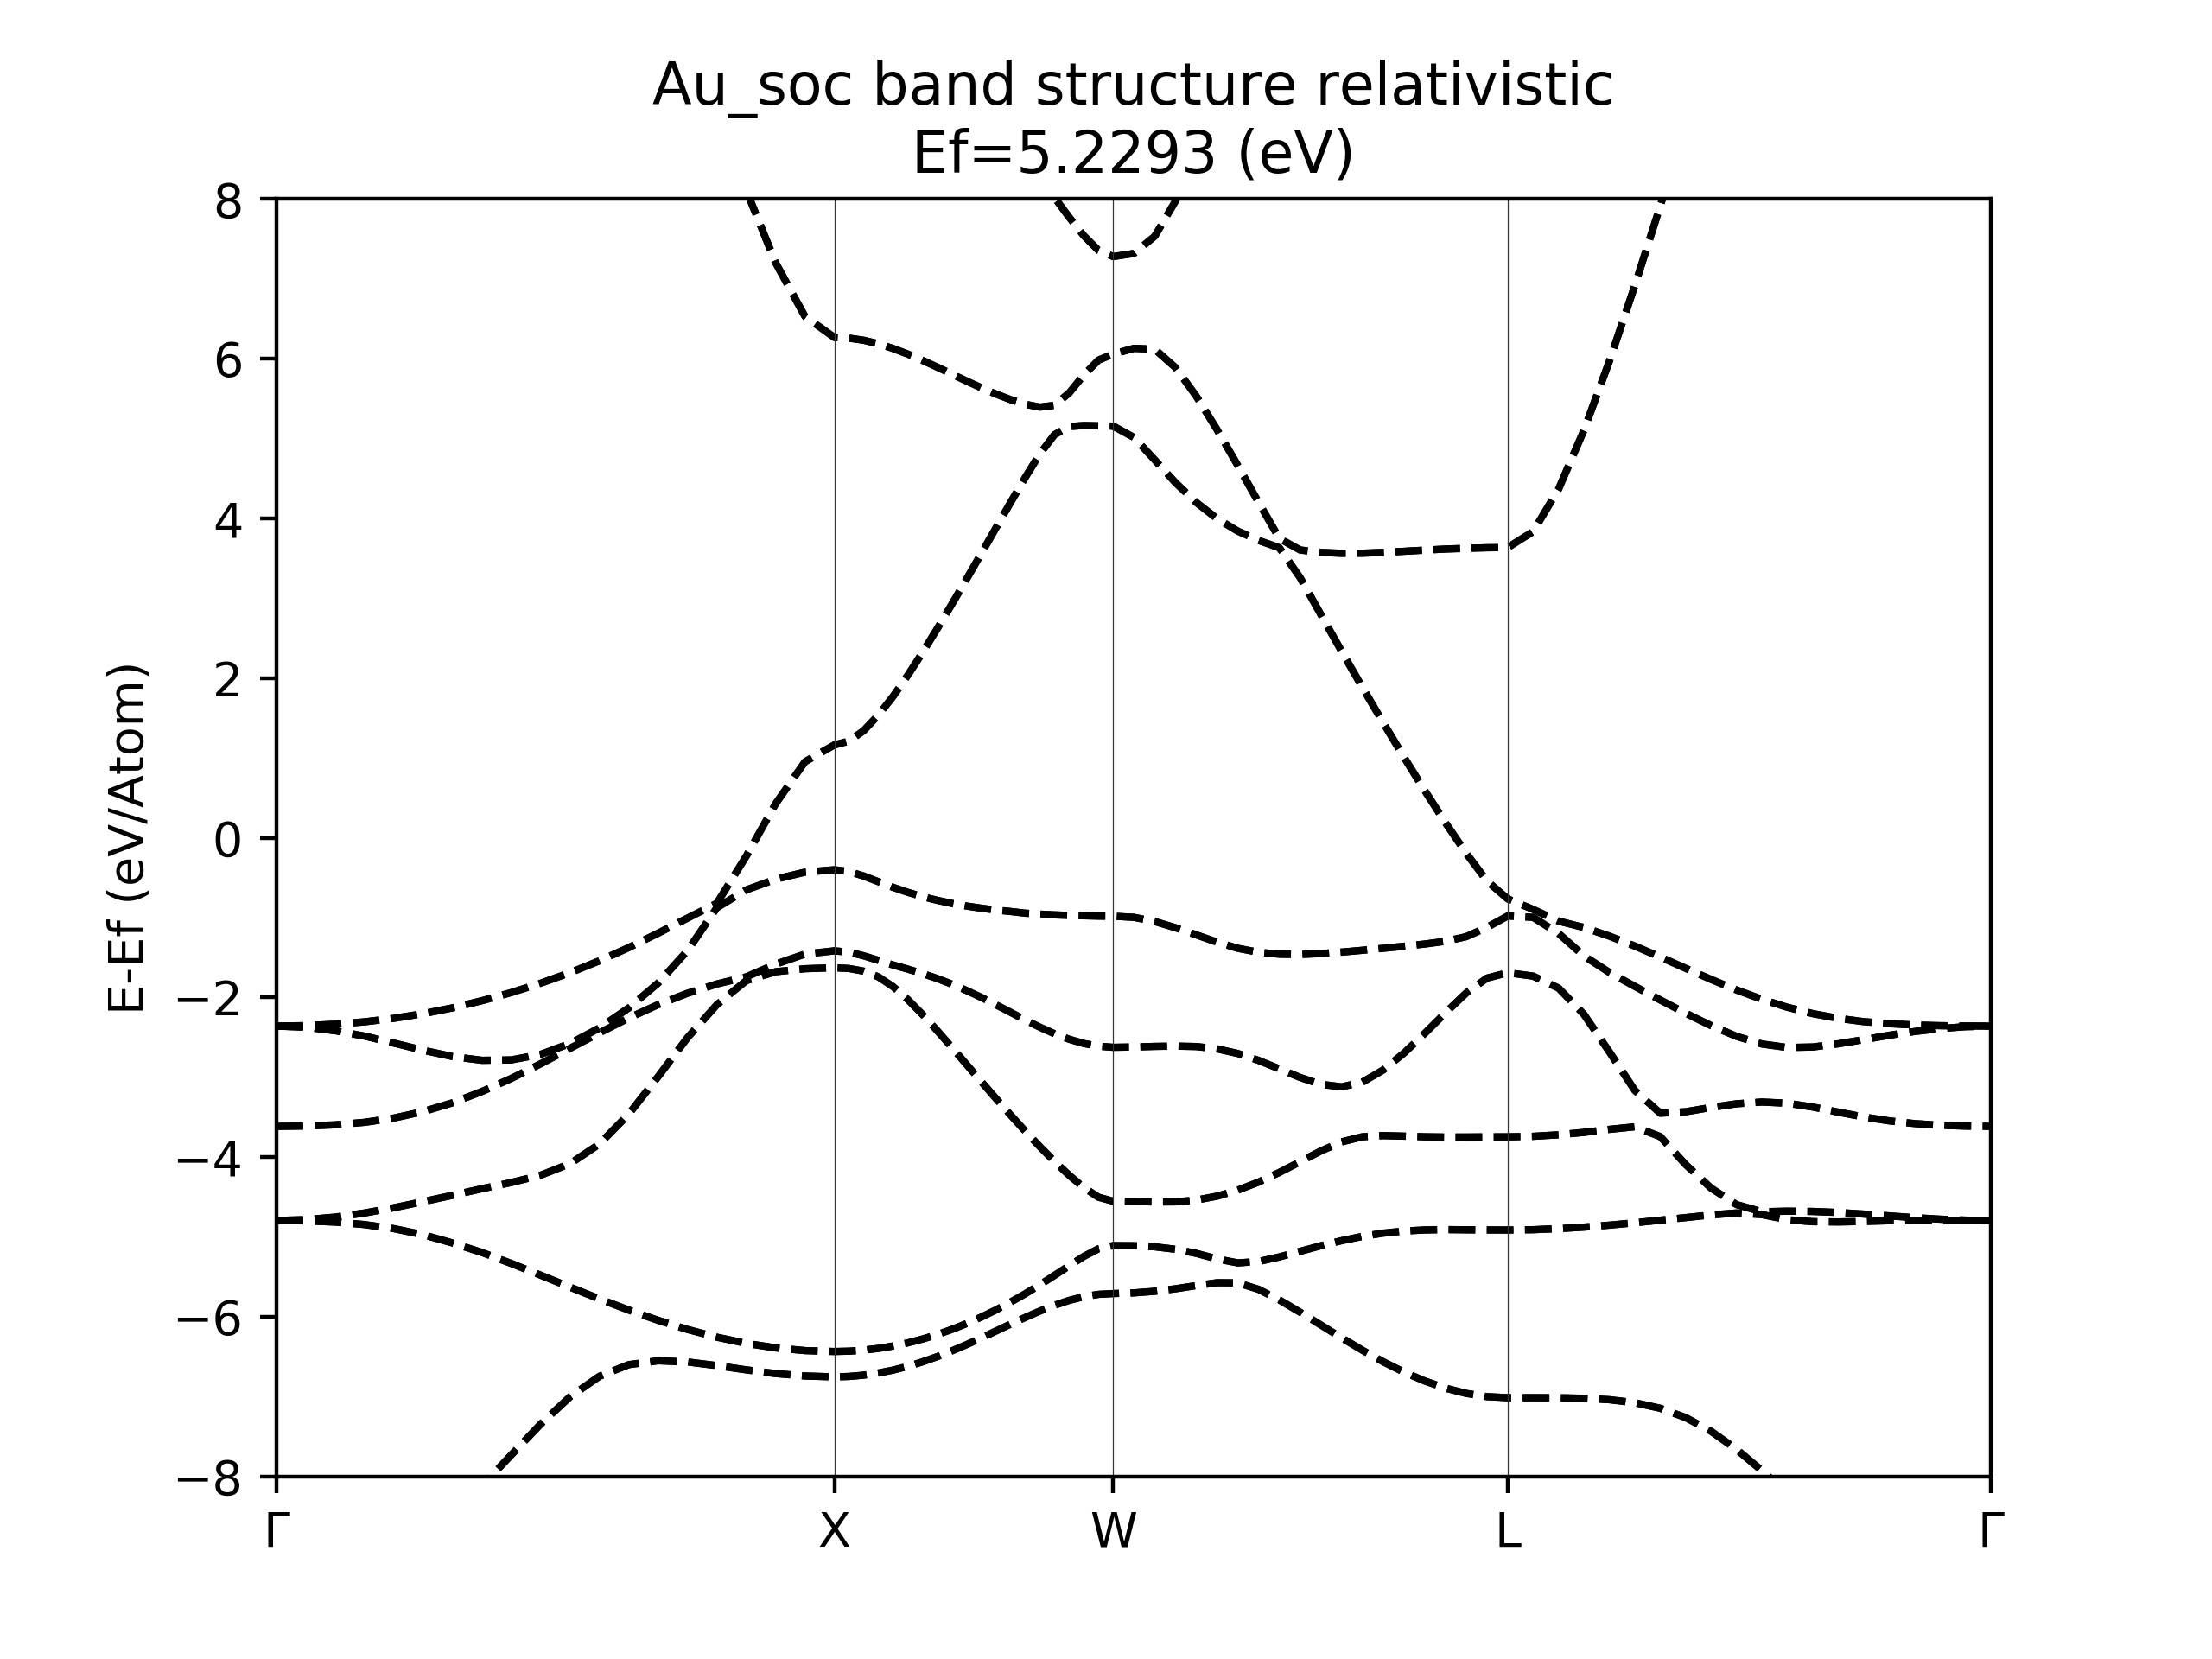 Au_soc band structure relativistic
Ef=5.2293 (eV)
E-Ef (eV//Atom)
8
6
4
2
0
−2
−4
−6
−8
Γ X W L Γ